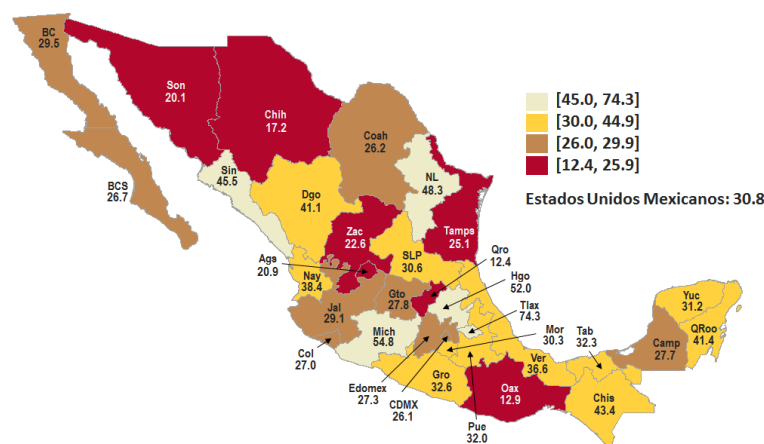 BC
29.5
Son
20.1
Chih
17.2
Coah
26.2
BCS
26.7
Sin
45.5
Dgo
41.1
NL
48.3
[45.0, 74.3]
[30.0, 44.9]
[26.0, 29.9]
[12.4, 25.9]
Estados Unidos Mexicanos: 30.8
Zac
22.6
Tamps
25.1
SLP
30.6
Ags
20.9
Nay
38.4
Qro
12.4
Hgo
52.0
Tlax
74.3
Jal
29.1
Gto
27.8
Mich
54.8
Mor
30.3
Tab
32.3
Yuc
31.2
QRoo
41.4
Camp
27.7
Col
27.0
Edomex
27.3
CDMX
26.1
Gro
32.6
Pue
32.0
Oax
12.9
Ver
36.6
Chis
43.4